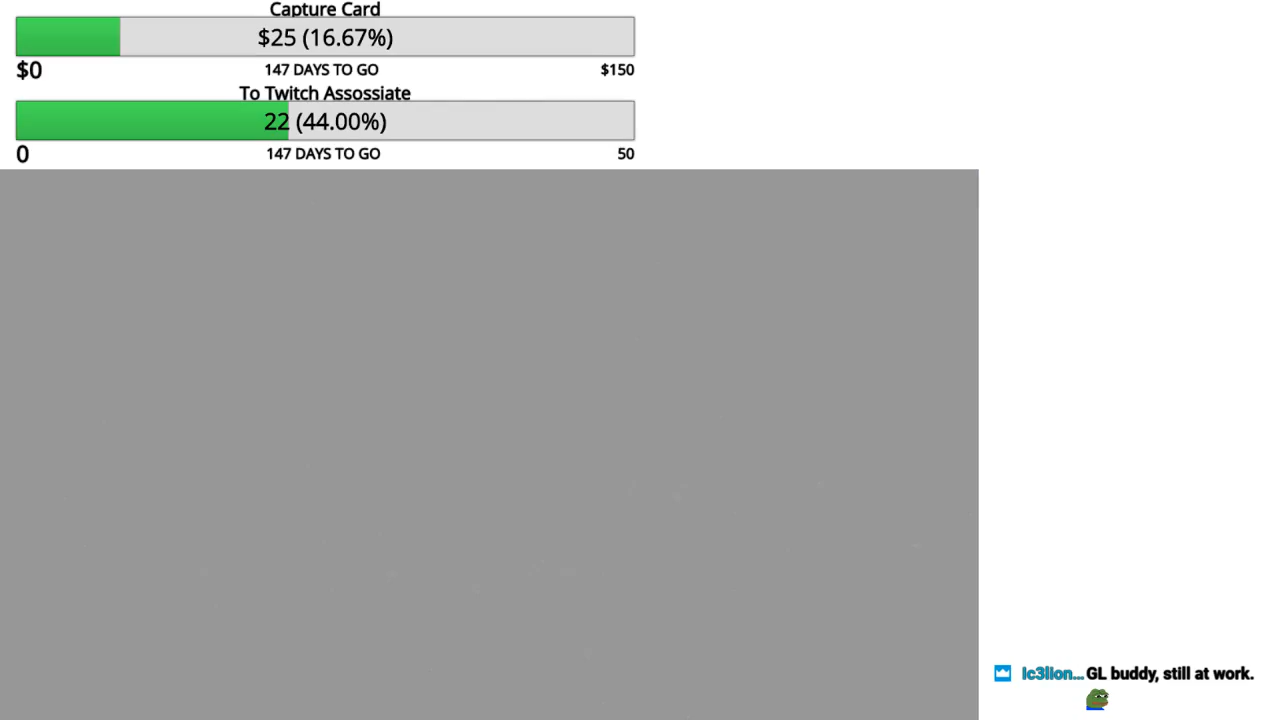 Capture Card
$25 (16.67%)
$0 147 DAYS TO GO $150
To Twitch Assossiate
22 (44.00%)
0 147 DAYS TO GO 50
Ic3lion... GL buddy, still at work.